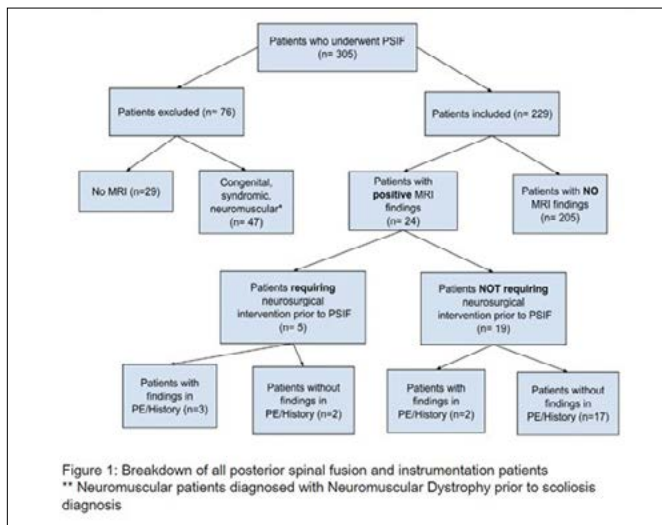 Patients who underwent PSIF
(n= 305)
Patients excluded (n= 76)
Patients included (n= 229)
No MRI (n=29)
Congenital,
syndromic,
neuromuscular*
(n= 47)
Patients with
positive MRI
findings
(n= 24)
Patients with NO
MRI findings
(n= 205)
Patients requiring
neurosurgical
intervention prior to PSIF
(n= 5)
Patients NOT requiring
neurosurgical
intervention prior to PSIF
(n= 19)
Patients with
findings in
PE/History (n=3)
Patients without
findings in
PE/History (n=2)
Patients with
findings in
PE/History (n=2)
Patients without
findings in
PE/History (n=17)
Figure 1: Breakdown of all posterior spinal fusion and instrumentation patients
** Neuromuscular patients diagnosed with Neuromuscular Dystrophy prior to scoliosis
diagnosis